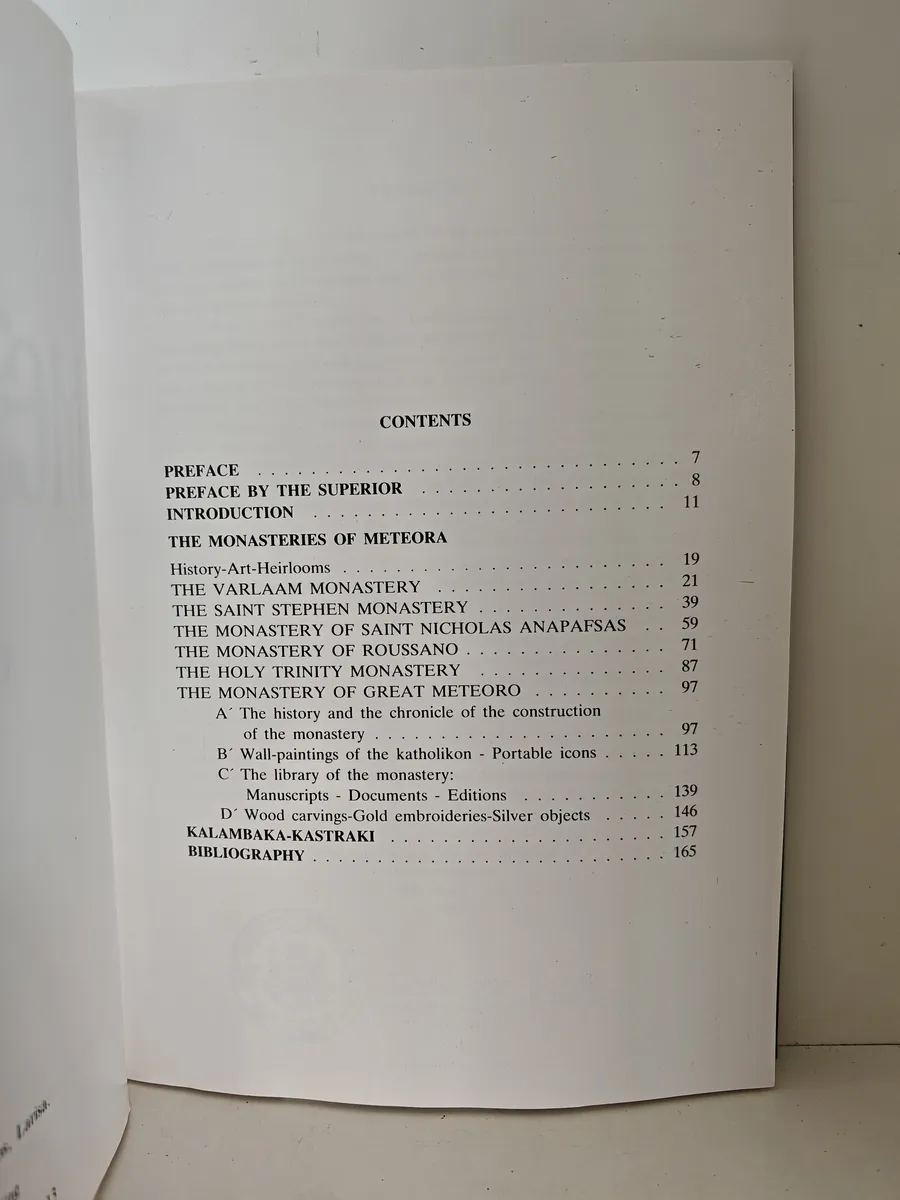 CONTENTS
PREFACE . . . . . . . . . . . . . . . . . . . . . . . . . . . . . . . . 7
PREFACE BY THE SUPERIOR . . . . . . . . . . . . . . . . . . . . 8
INTRODUCTION . . . . . . . . . . . . . . . . . . . . . . . . . . . 11
THE MONASTERIES OF METEORA
History-Art-Heirlooms . . . . . . . . . . . . . . . . . . . . . . . . . 19
THE VARLAAM MONASTERY . . . . . . . . . . . . . . . . . . 21
THE SAINT STEPHEN MONASTERY . . . . . . . . . . . . . . 39
THE MONASTERY OF SAINT NICHOLAS ANAPAFSAS . . 59
THE MONASTERY OF ROUSSANO . . . . . . . . . . . . . . . 71
THE HOLY TRINITY MONASTERY . . . . . . . . . . . . . . 87
THE MONASTERY OF GREAT METEORO . . . . . . . . . . 97
A´ The history and the chronicle of the construction
of the monastery . . . . . . . . . . . . . . . . . . . . . . . 97
B´ Wall-paintings of the katholikon - Portable icons . . . . . 113
C´ The library of the monastery:
Manuscripts - Documents - Editions . . . . . . . . . . . 139
D´ Wood carvings-Gold embroideries-Silver objects . . . . . 146
KALAMBAKA-KASTRAKI . . . . . . . . . . . . . . . . . . . . . 157
BIBLIOGRAPHY . . . . . . . . . . . . . . . . . . . . . . . . . . . 165
Larisa.